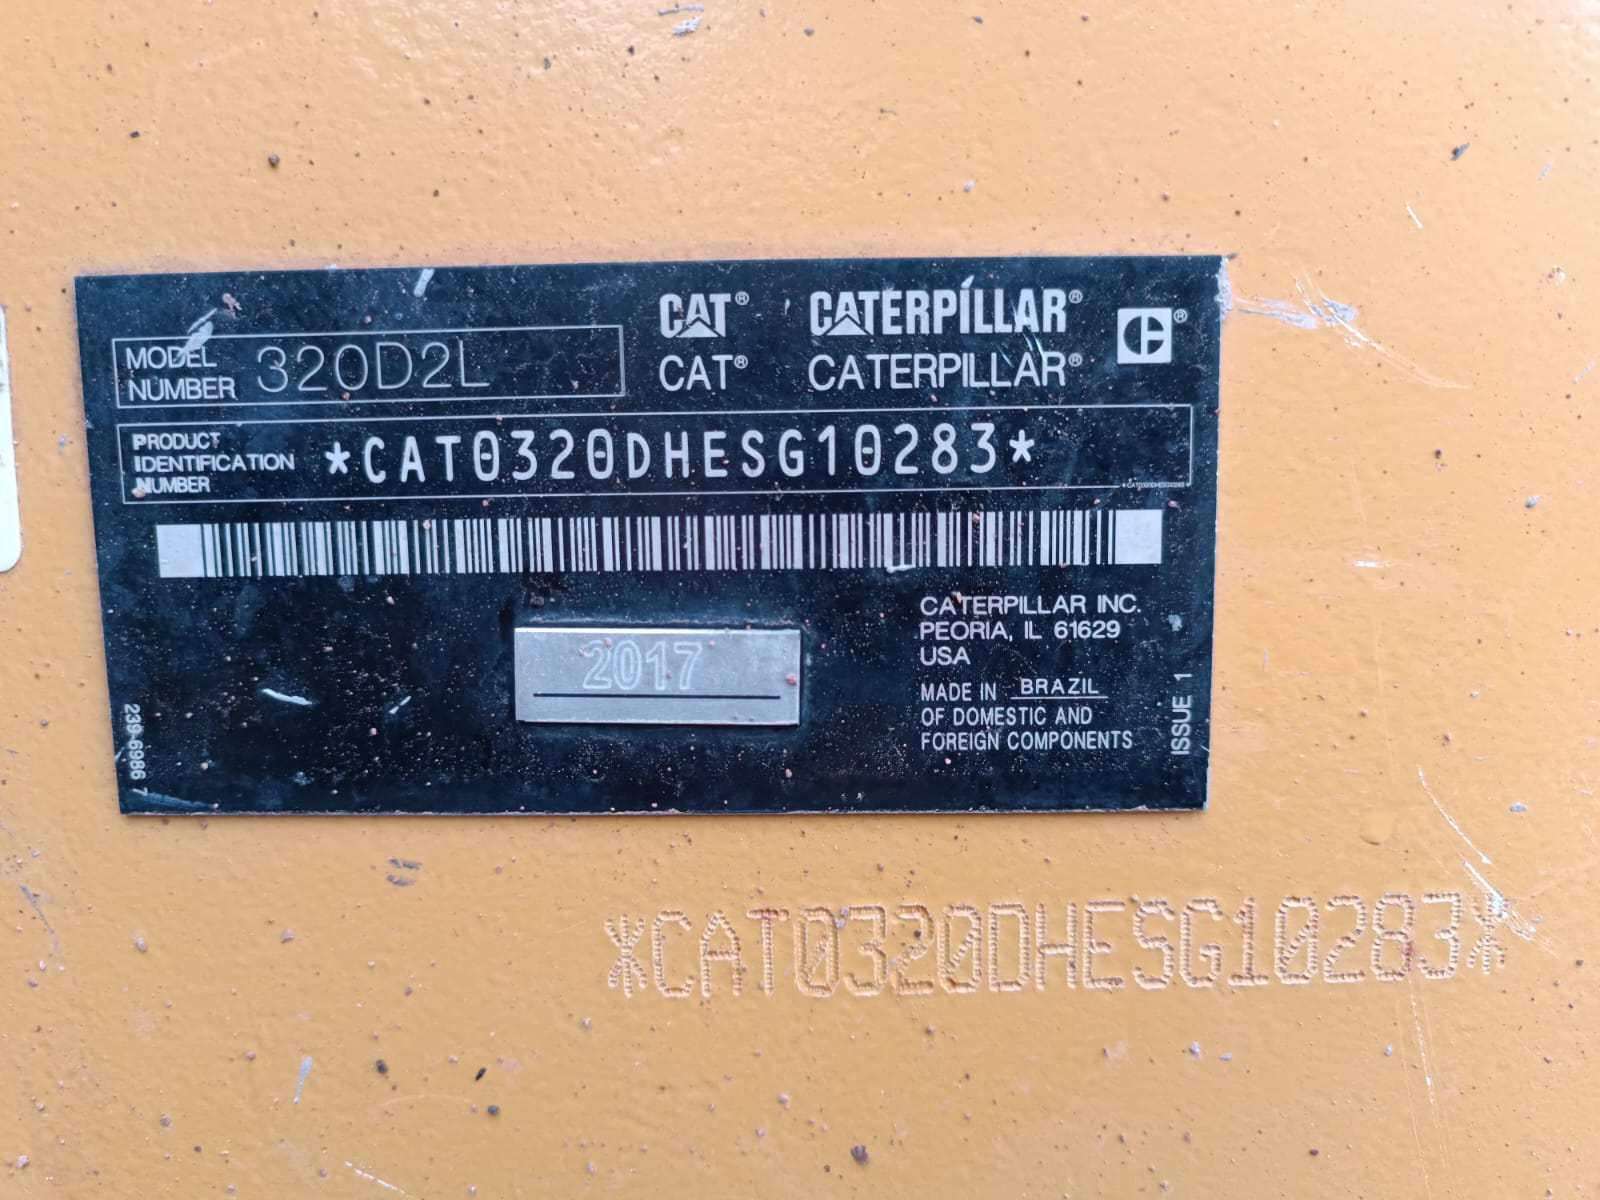 CAT® CATERPILLAR®
CAT® CATERPILLAR®
C®
MODEL NUMBER 320D2L
PRODUCT IDENTIFICATION NUMBER *CAT0320DHESG10283*
2017
CATERPILLAR INC.
PEORIA, IL 61629
USA
MADE IN BRAZIL
OF DOMESTIC AND
FOREIGN COMPONENTS
ISSUE 1
239-6986 7
*CAT0320DHESG10283*